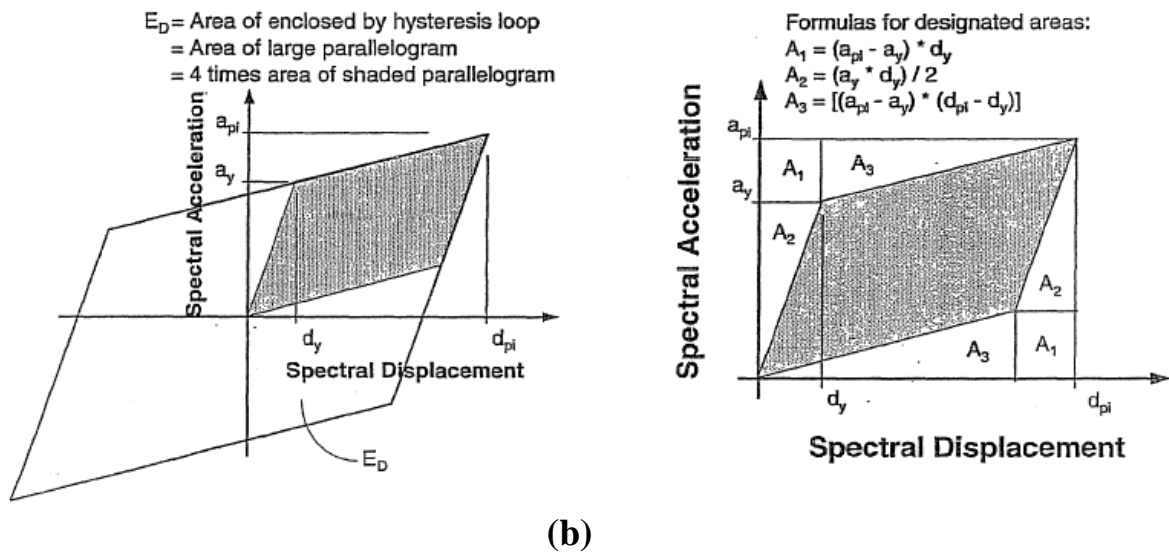 E_D = Area of enclosed by hysteresis loop
= Area of large parallelogram
= 4 times area of shaded parallelogram
Spectral Acceleration
a_pi
a_y
d_y
d_pi
Spectral Displacement
E_D
Formulas for designated areas:
A_1 = (a_pi - a_y) * d_y
A_2 = (a_y * d_y) / 2
A_3 = [(a_pi - a_y) * (d_pi - d_y)]
Spectral Acceleration
a_pi
A_1
A_3
a_y
A_2
A_2
A_3
A_1
d_y
d_pi
Spectral Displacement
(b)